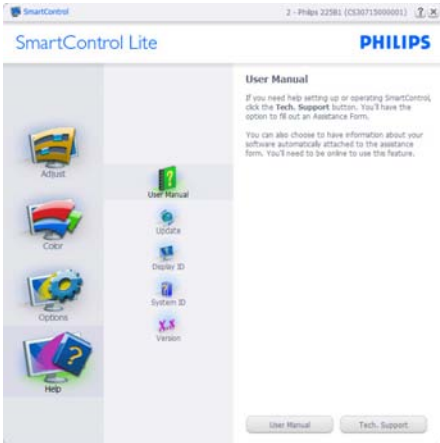 SmartControl
2 - Philips 225B1 (CS30715000001)
SmartControl Lite
PHILIPS
Adjust
Color
Options
Help
User Manual
Update
Display ID
System ID
Version
User Manual
If you need help setting up or operating SmartControl,
click the Tech. Support button. You'll have the
option to fill out an Assistance Form.
You can also choose to have information about your
software automatically attached to the assistance
form. You'll need to be online to use this feature.
User Manual
Tech. Support